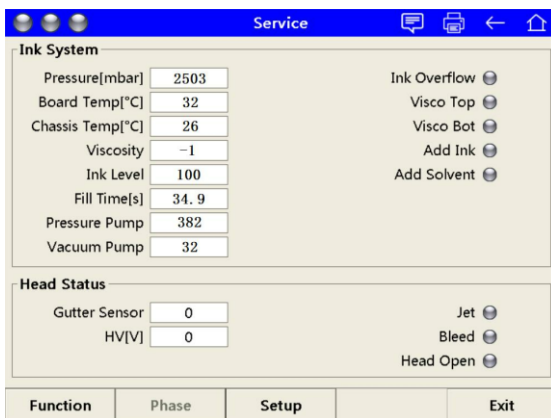 Service
Ink System
Pressure[mbar] 2503 Ink Overflow
Board Temp[°C] 32 Visco Top
Chassis Temp[°C] 26 Visco Bot
Viscosity -1 Add Ink
Ink Level 100 Add Solvent
Fill Time[s] 34.9
Pressure Pump 382
Vacuum Pump 32
Head Status
Gutter Sensor 0 Jet
HV[V] 0 Bleed
Head Open
Function Phase Setup Exit